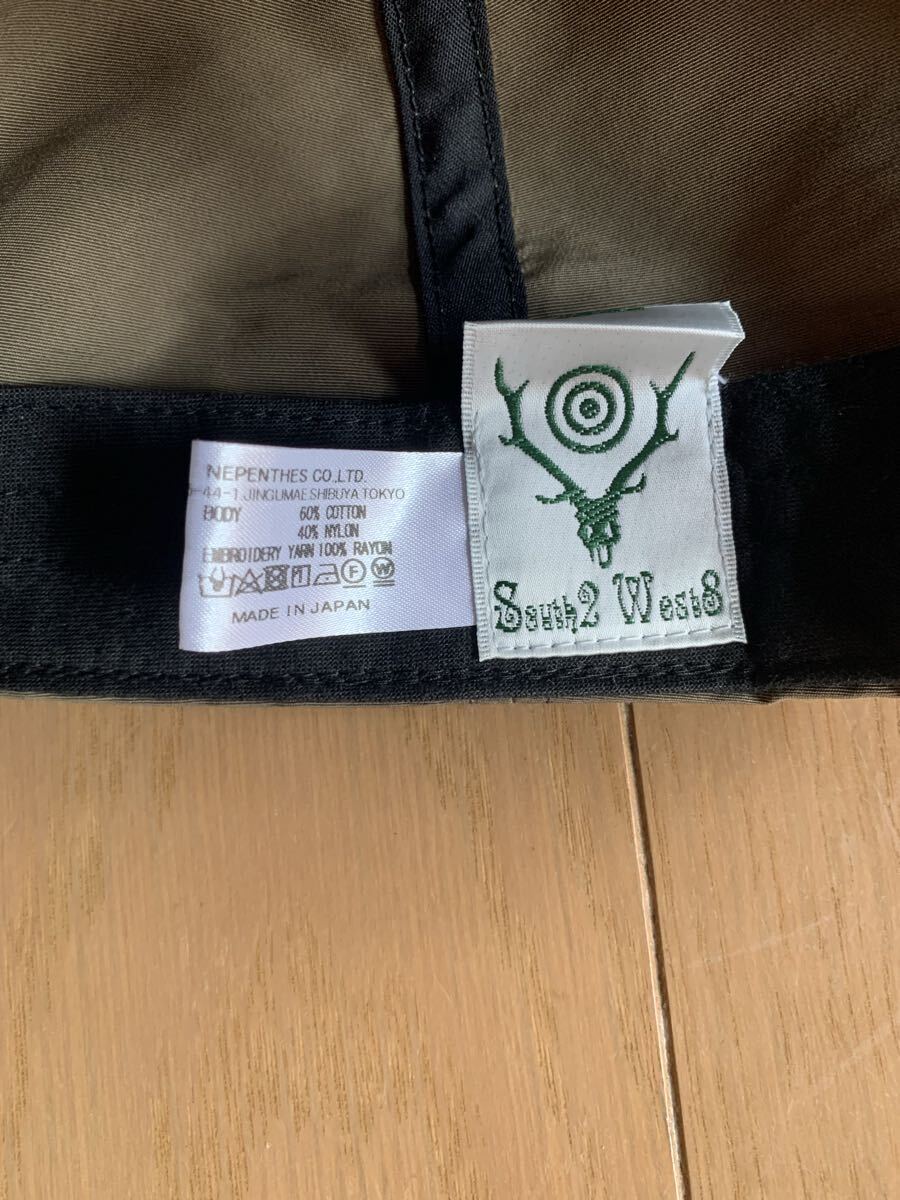 NEPENTHES CO.,LTD.
44-1 JINGUMAE SHIBUYA TOKYO
BODY 60% COTTON
40% NYLON
EMBROIDERY YARN 100% RAYON
F W
MADE IN JAPAN
South2 West8